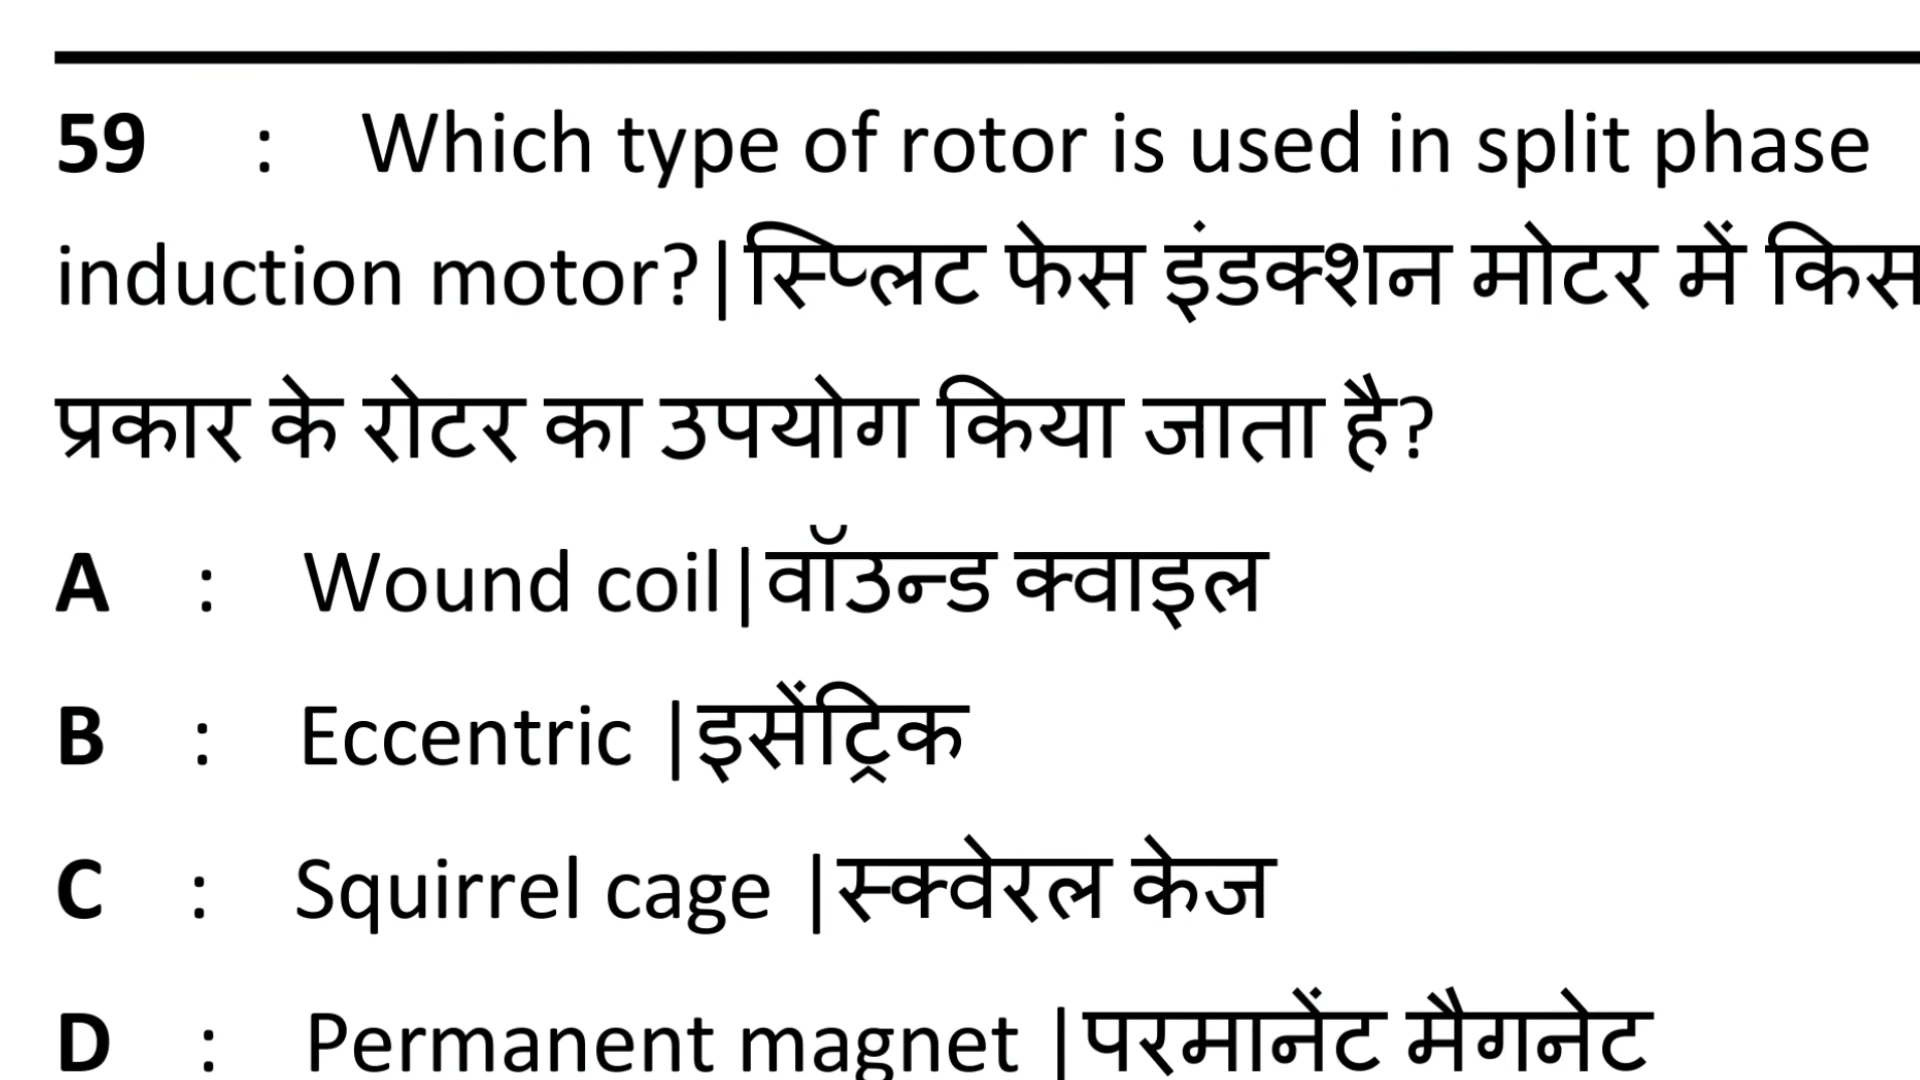 59 : Which type of rotor is used in split phase
induction motor?|स्प्लिट फेस इंडक्शन मोटर में किस
प्रकार के रोटर का उपयोग किया जाता है?
A : Wound coil|वॉउन्ड क्वाइल
B : Eccentric |इसेंट्रिक
C : Squirrel cage |स्क्वेरल केज
D : Permanent magnet |परमानेंट मैगनेट